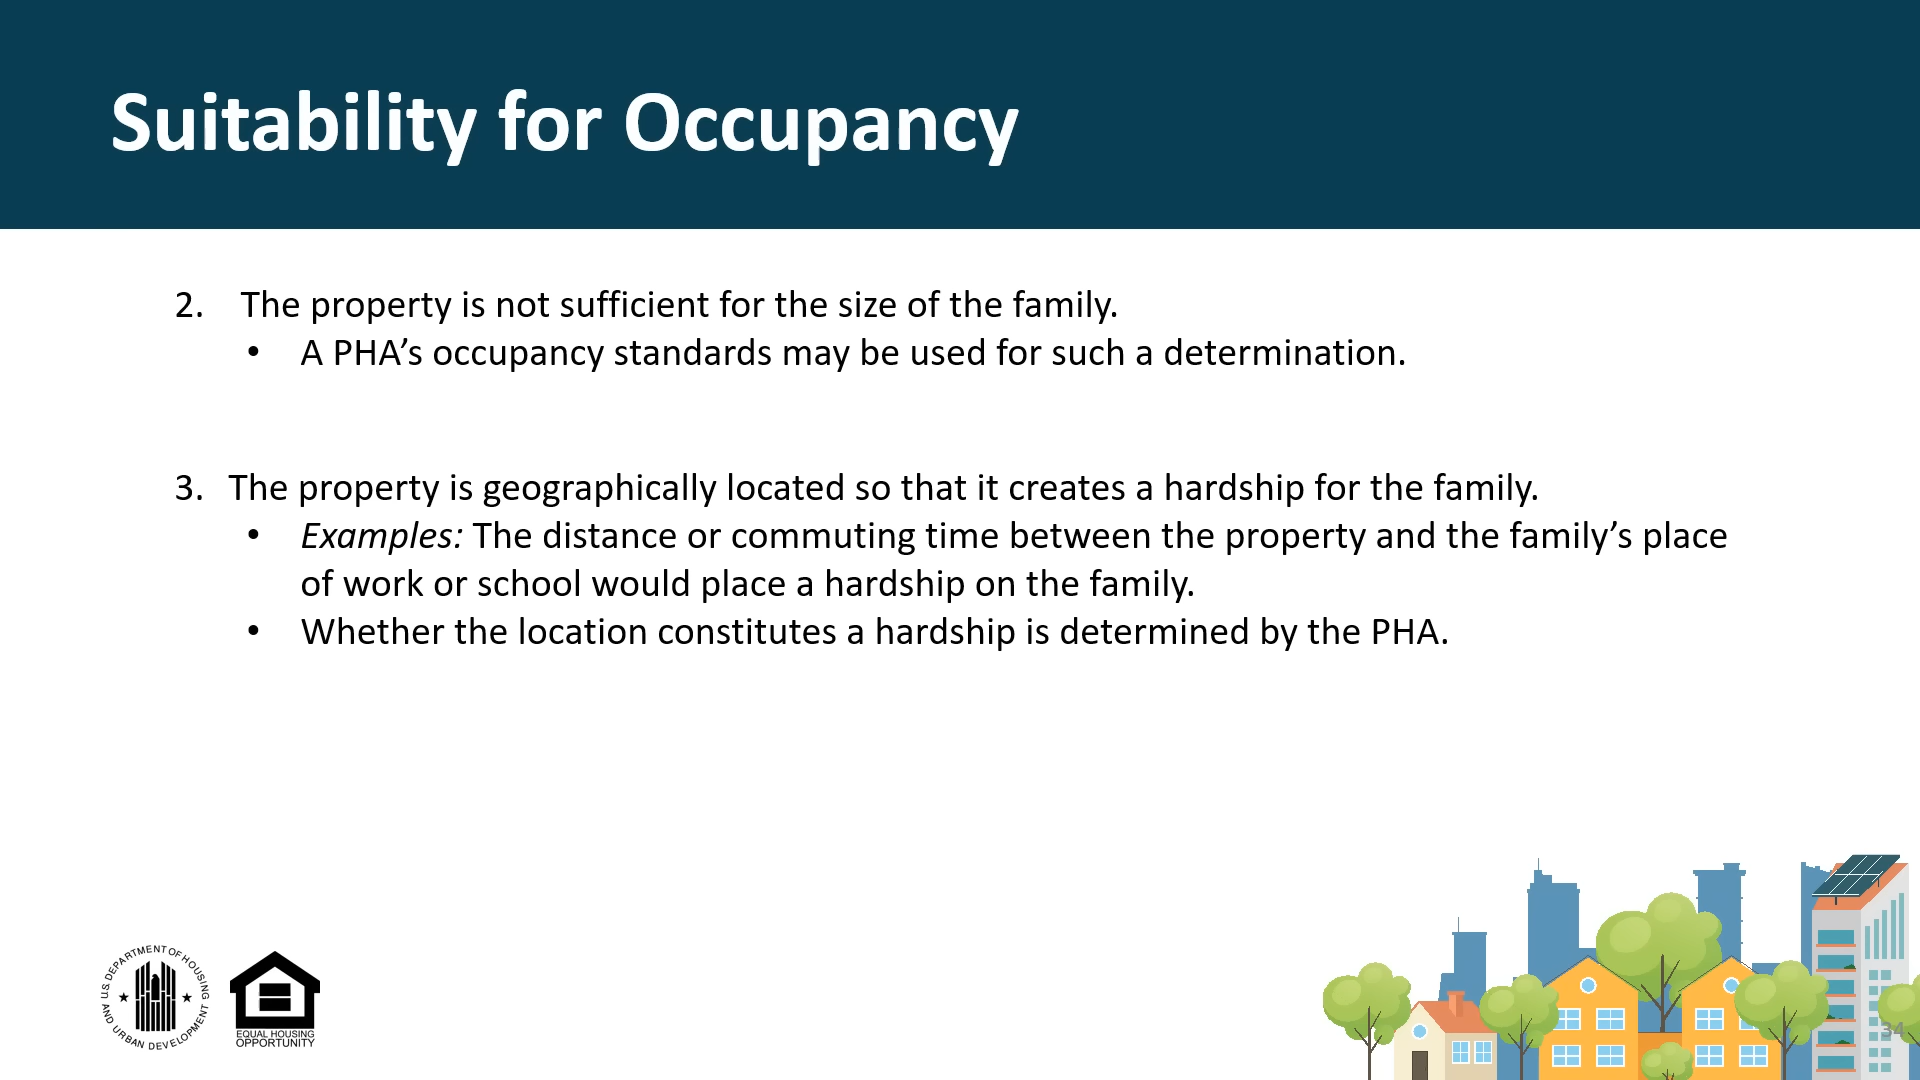 Suitability for Occupancy
2. The property is not sufficient for the size of the family.
• A PHA’s occupancy standards may be used for such a determination.
3. The property is geographically located so that it creates a hardship for the family.
• Examples: The distance or commuting time between the property and the family’s place
of work or school would place a hardship on the family.
• Whether the location constitutes a hardship is determined by the PHA.
U.S. DEPARTMENT OF HOUSING
AND URBAN DEVELOPMENT
EQUAL HOUSING
OPPORTUNITY
34